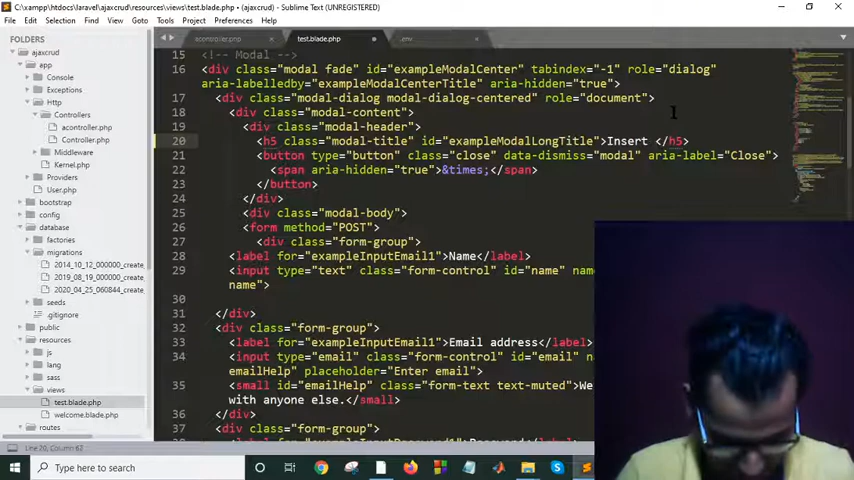 C:\xampp\htdocs\laravel\ajaxcrud\resources\views\test.blade.php • (ajaxcrud) - Sublime Text (UNREGISTERED)
File Edit Selection Find View Goto Tools Project Preferences Help
FOLDERS
ajaxcrud
app
Console
Exceptions
Http
Controllers
acontroller.php
Controller.php
Middleware
Kernel.php
Providers
User.php
bootstrap
config
database
factories
migrations
2014_10_12_000000_create_
2019_08_19_000000_create_
2020_04_25_060844_create_
seeds
.gitignore
public
resources
js
lang
sass
views
test.blade.php
welcome.blade.php
routes
acontroller.php test.blade.php .env
15 <!-- Modal -->
16 <div class="modal fade" id="exampleModalCenter" tabindex="-1" role="dialog"
aria-labelledby="exampleModalCenterTitle" aria-hidden="true">
17 <div class="modal-dialog modal-dialog-centered" role="document">
18 <div class="modal-content">
19 <div class="modal-header">
20 <h5 class="modal-title" id="exampleModalLongTitle">Insert </h5>
21 <button type="button" class="close" data-dismiss="modal" aria-label="Close">
22 <span aria-hidden="true">&times;</span>
23 </button>
24 </div>
25 <div class="modal-body">
26 <form method="POST">
27 <div class="form-group">
28 <label for="exampleInputEmail1">Name</label>
29 <input type="text" class="form-control" id="name"
name">
30
31 </div>
32 <div class="form-group">
33 <label for="exampleInputEmail1">Email address</label>
34 <input type="email" class="form-control" id="email"
emailHelp" placeholder="Enter email">
35 <small id="emailHelp" class="form-text text-muted">We
with anyone else.</small>
36 </div>
37 <div class="form-group">
Line 20, Column 62
Type here to search